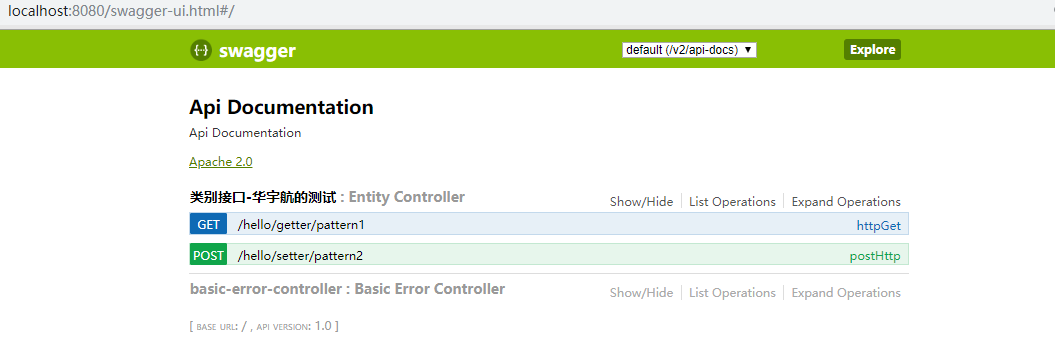 localhost:8080/swagger-ui.html#/
{··} swagger default (/v2/api-docs) ▼ Explore
Api Documentation
Api Documentation
Apache 2.0
类别接口-华宇航的测试 : Entity Controller Show/Hide List Operations Expand Operations
GET /hello/getter/pattern1 httpGet
POST /hello/setter/pattern2 postHttp
basic-error-controller : Basic Error Controller Show/Hide List Operations Expand Operations
[ BASE URL: / , API VERSION: 1.0 ]